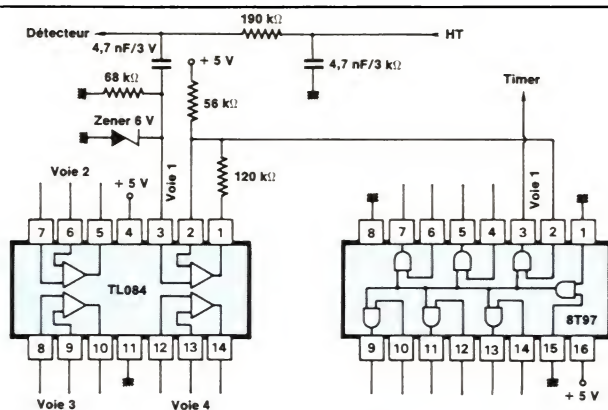 190 kΩ
Détecteur
HT
4,7 nF/3 V
+ 5 V
4,7 nF/3 kΩ
68 kΩ
56 kΩ
Timer
Zener 6 V
Voie 1
120 kΩ
Voie 1
Voie 2
+ 5 V
7 6 5 4 3 2 1
8 7 6 5 4 3 2 1
TL084
8T97
8 9 10 11 12 13 14
9 10 11 12 13 14 15 16
Voie 3
Voie 4
+ 5 V